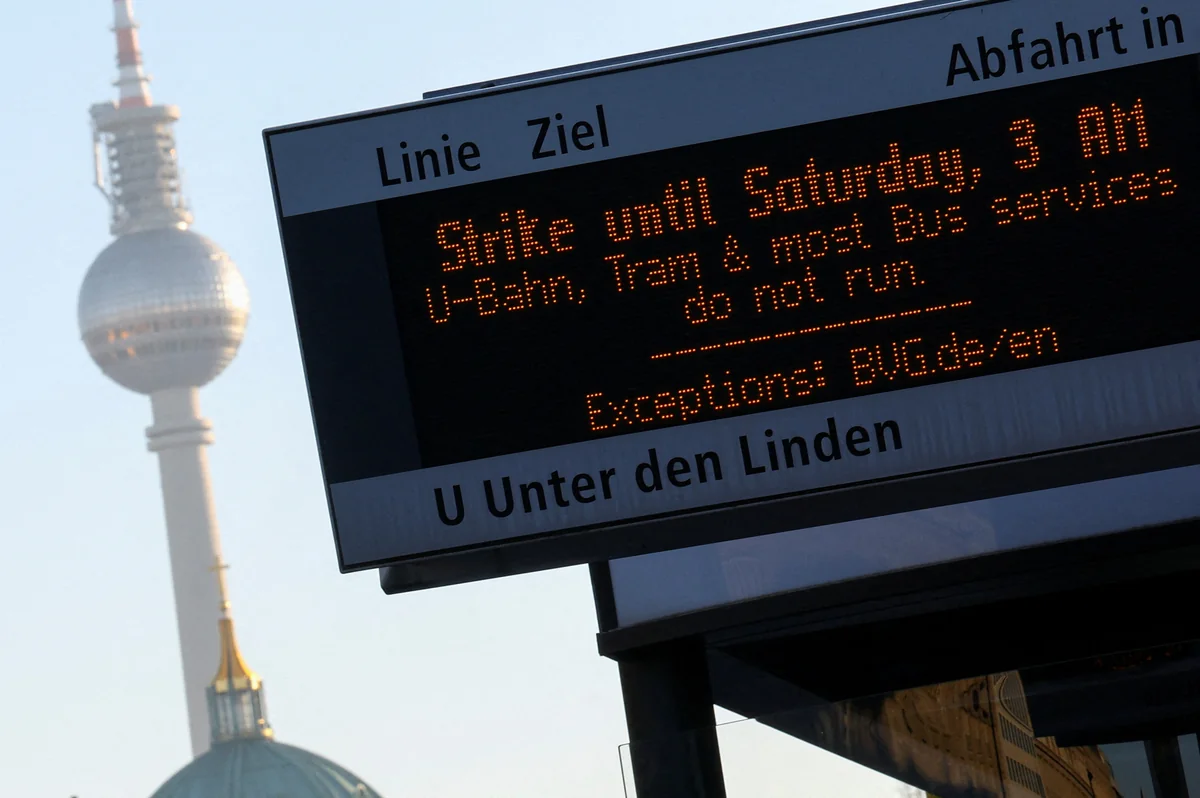 Linie Ziel Abfahrt in
Strike until Saturday, 3 AM
U-Bahn, Tram & most Bus services
do not run.
Exceptions: BVG.de/en
U Unter den Linden